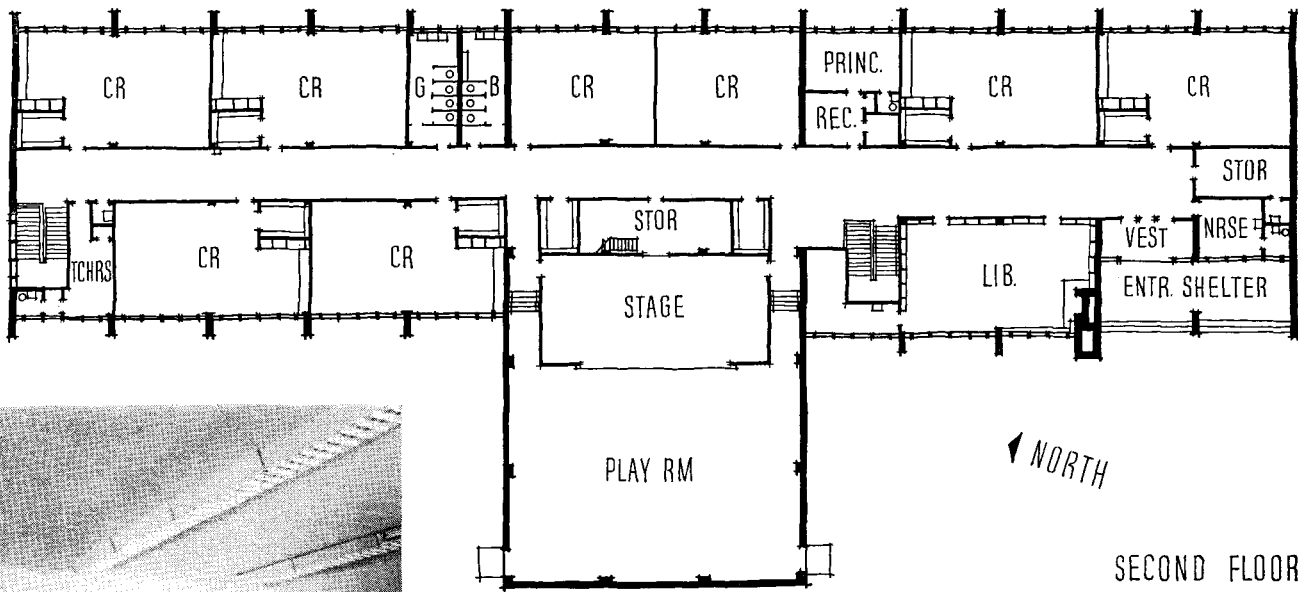 CR
CR
G
B
CR
CR
PRINC.
REC.
CR
CR
STOR
TCHRS
CR
CR
STOR
STAGE
LIB.
VEST
NRSE
ENTR. SHELTER
PLAY RM
NORTH
SECOND FLOOR